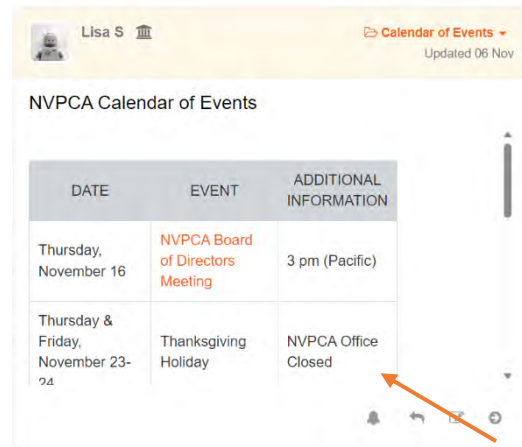 Lisa S
Calendar of Events
Updated 06 Nov
NVPCA Calendar of Events
DATE EVENT ADDITIONAL INFORMATION
Thursday, November 16 NVPCA Board of Directors Meeting 3 pm (Pacific)
Thursday & Friday, November 23-24 Thanksgiving Holiday NVPCA Office Closed